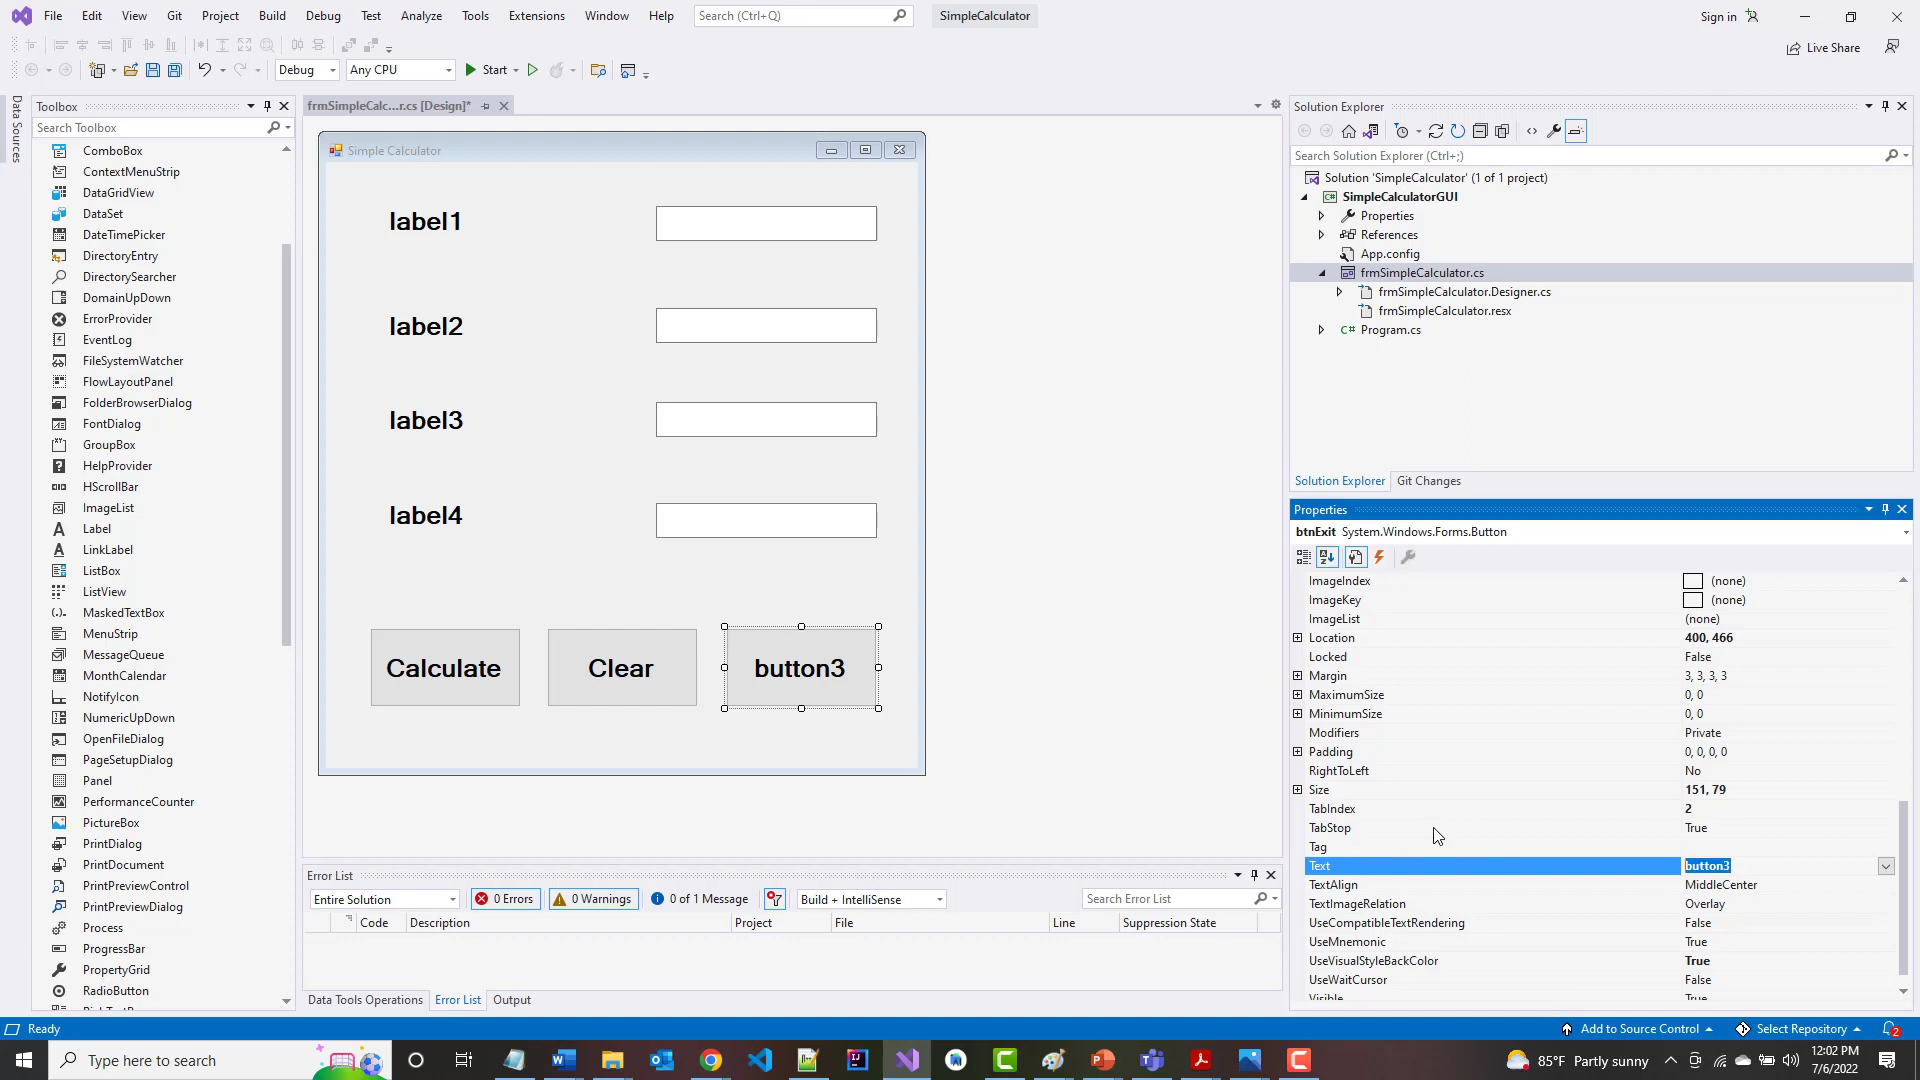 File Edit View Git Project Build Debug Test Analyze Tools Extensions Window Help Search (Ctrl+Q) SimpleCalculator Sign in
Live Share
Debug Any CPU Start
Data Sources
Toolbox
Search Toolbox
ComboBox
ContextMenuStrip
DataGridView
DataSet
DateTimePicker
DirectoryEntry
DirectorySearcher
DomainUpDown
ErrorProvider
EventLog
FileSystemWatcher
FlowLayoutPanel
FolderBrowserDialog
FontDialog
GroupBox
HelpProvider
HScrollBar
ImageList
Label
LinkLabel
ListBox
ListView
MaskedTextBox
MenuStrip
MessageQueue
MonthCalendar
NotifyIcon
NumericUpDown
OpenFileDialog
PageSetupDialog
Panel
PerformanceCounter
PictureBox
PrintDialog
PrintDocument
PrintPreviewControl
PrintPreviewDialog
Process
ProgressBar
PropertyGrid
RadioButton
frmSimpleCalc...r.cs [Design]*
Simple Calculator
label1
label2
label3
label4
Calculate Clear button3
Error List
Entire Solution 0 Errors 0 Warnings 0 of 1 Message Build + IntelliSense Search Error List
Code Description Project File Line Suppression State
Data Tools Operations Error List Output
Solution Explorer
Search Solution Explorer (Ctrl+;)
Solution 'SimpleCalculator' (1 of 1 project)
SimpleCalculatorGUI
Properties
References
App.config
frmSimpleCalculator.cs
frmSimpleCalculator.Designer.cs
frmSimpleCalculator.resx
C# Program.cs
Solution Explorer Git Changes
Properties
btnExit System.Windows.Forms.Button
ImageIndex (none)
ImageKey (none)
ImageList (none)
Location 400, 466
Locked False
Margin 3, 3, 3, 3
MaximumSize 0, 0
MinimumSize 0, 0
Modifiers Private
Padding 0, 0, 0, 0
RightToLeft No
Size 151, 79
TabIndex 2
TabStop True
Tag
Text button3
TextAlign MiddleCenter
TextImageRelation Overlay
UseCompatibleTextRendering False
UseMnemonic True
UseVisualStyleBackColor True
UseWaitCursor False
Visible True
Ready Add to Source Control Select Repository 2
Type here to search 85°F Partly sunny 12:02 PM
7/6/2022